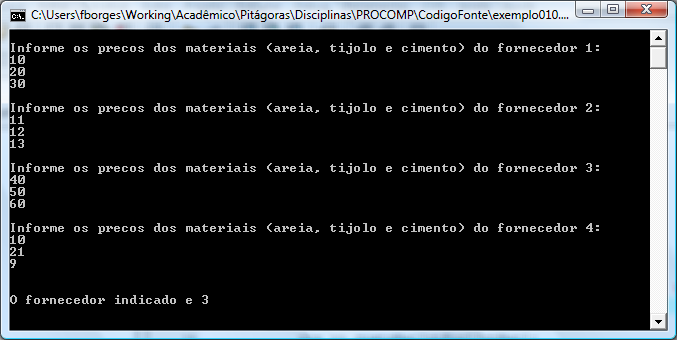 C:\Users\fborges\Working\Acadêmico\Pitágoras\Disciplinas\PROCOMP\CodigoFonte\exemplo010....
Informe os precos dos materiais (areia, tijolo e cimento) do fornecedor 1:
10
20
30
Informe os precos dos materiais (areia, tijolo e cimento) do fornecedor 2:
11
12
13
Informe os precos dos materiais (areia, tijolo e cimento) do fornecedor 3:
40
50
60
Informe os precos dos materiais (areia, tijolo e cimento) do fornecedor 4:
10
21
9
O fornecedor indicado e 3